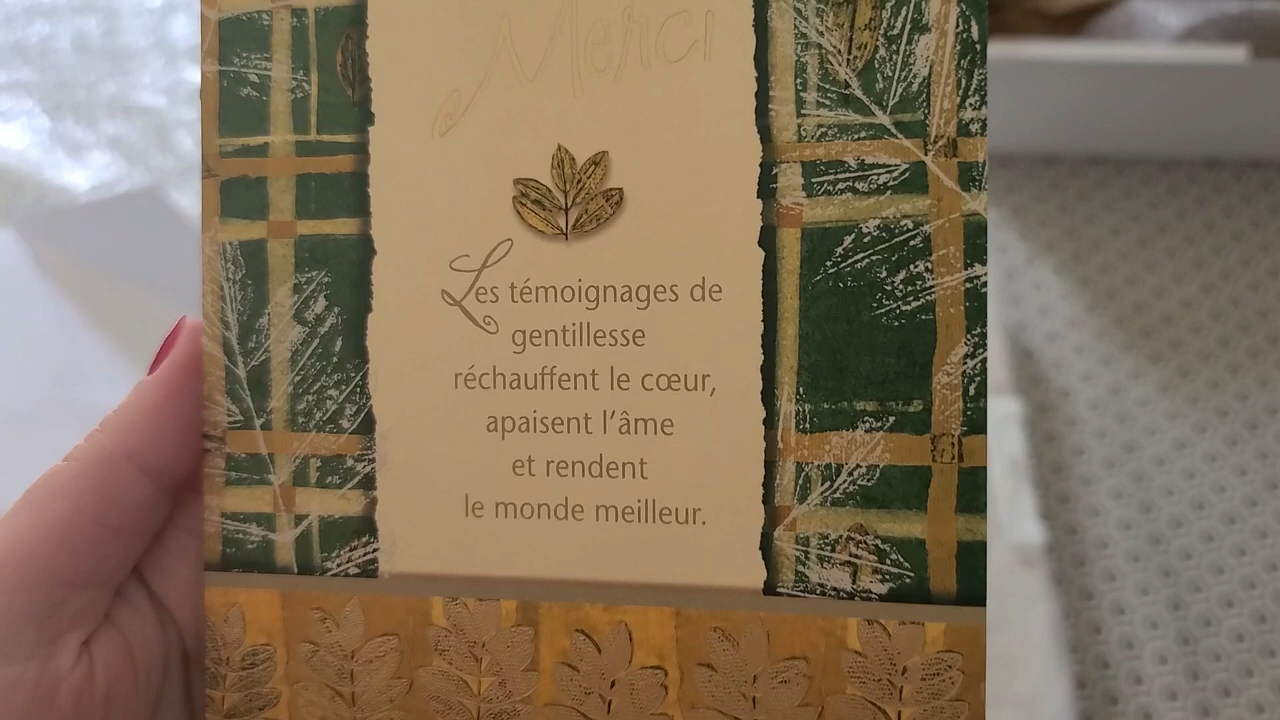 Merci
Les témoignages de
gentillesse
réchauffent le cœur,
apaisent l'âme
et rendent
le monde meilleur.